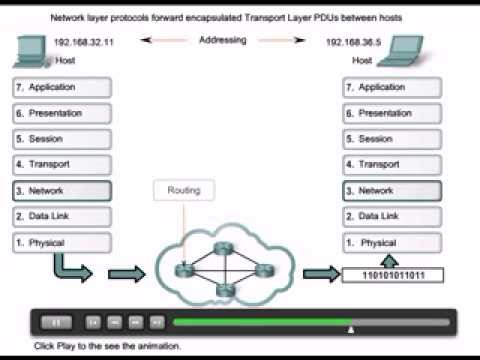 Network layer protocols forward encapsulated Transport Layer PDUs between hosts
192.168.32.11
Addressing
192.168.36.5
Host
Host
7. Application
6. Presentation
5. Session
4. Transport
3. Network
2. Data Link
1. Physical
Routing
7. Application
6. Presentation
5. Session
4. Transport
3. Network
2. Data Link
1. Physical
110101011011
Click Play to the see the animation.